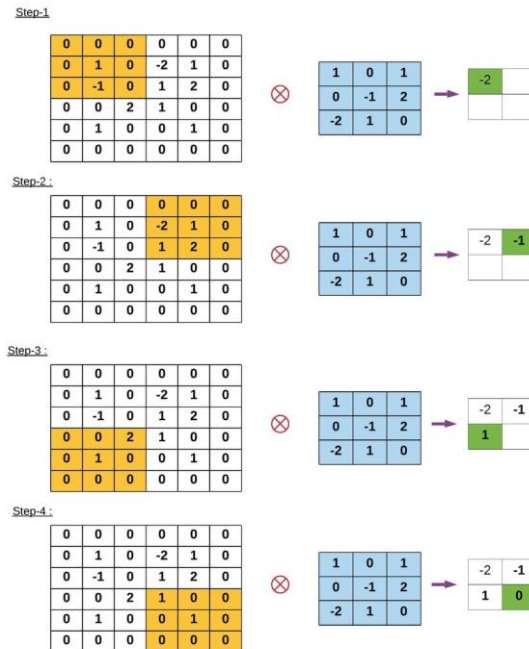 Step-1
0 0 0 0 0 0
0 1 0 -2 1 0
0 -1 0 1 2 0
0 0 2 1 0 0
0 1 0 0 1 0
0 0 0 0 0 0
1 0 1
0 -1 2
-2 1 0
-2
Step-2 :
0 0 0 0 0 0
0 1 0 -2 1 0
0 -1 0 1 2 0
0 0 2 1 0 0
0 1 0 0 1 0
0 0 0 0 0 0
1 0 1
0 -1 2
-2 1 0
-2 -1
Step-3 :
0 0 0 0 0 0
0 1 0 -2 1 0
0 -1 0 1 2 0
0 0 2 1 0 0
0 1 0 0 1 0
0 0 0 0 0 0
1 0 1
0 -1 2
-2 1 0
-2 -1
1
Step-4 :
0 0 0 0 0 0
0 1 0 -2 1 0
0 -1 0 1 2 0
0 0 2 1 0 0
0 1 0 0 1 0
0 0 0 0 0 0
1 0 1
0 -1 2
-2 1 0
-2 -1
1 0